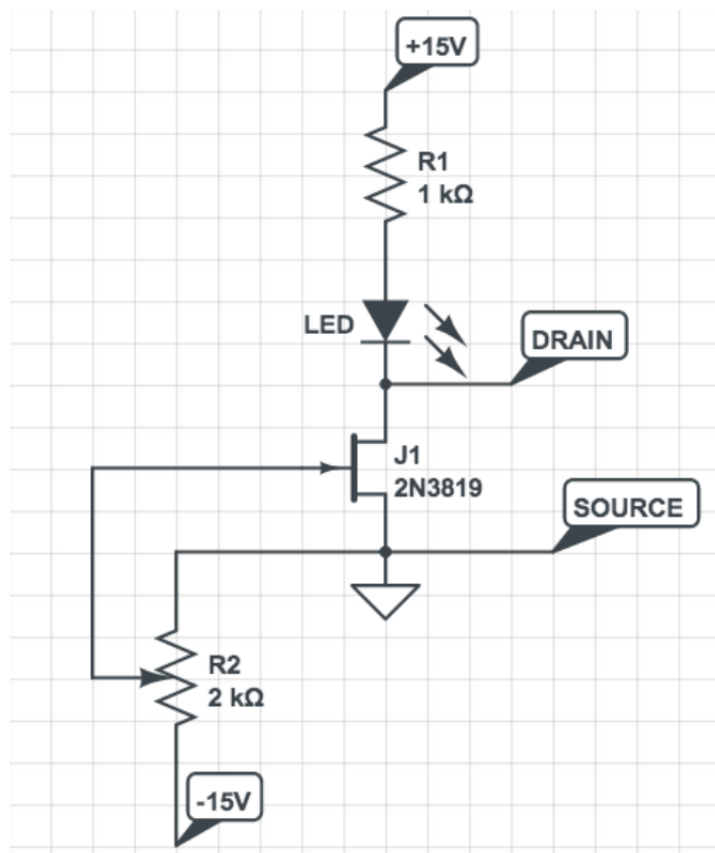 +15V
R1
1 kΩ
LED
DRAIN
J1
2N3819
SOURCE
R2
2 kΩ
-15V